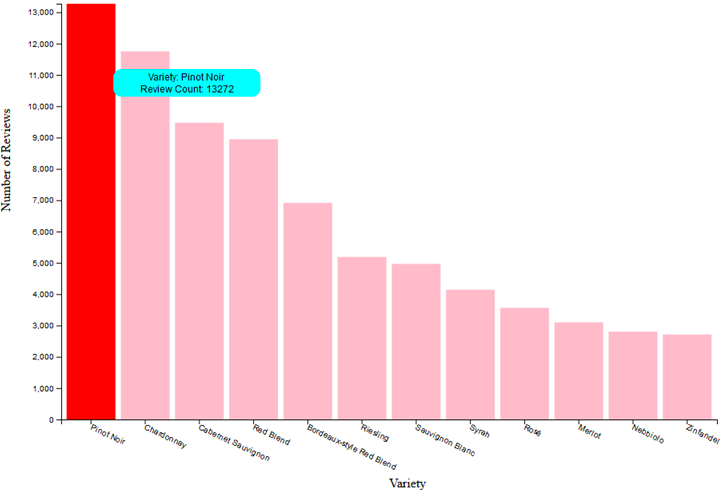 13,000
12,000
11,000
10,000
9,000
8,000
7,000
6,000
5,000
4,000
3,000
2,000
1,000
0
Number of Reviews
Variety: Pinot Noir
Review Count: 13272
Pinot Noir
Chardonnay
Cabernet Sauvignon
Red Blend
Bordeaux-style Red Blend
Riesling
Sauvignon Blanc
Syrah
Rosé
Merlot
Nebbiolo
Zinfandel
Variety